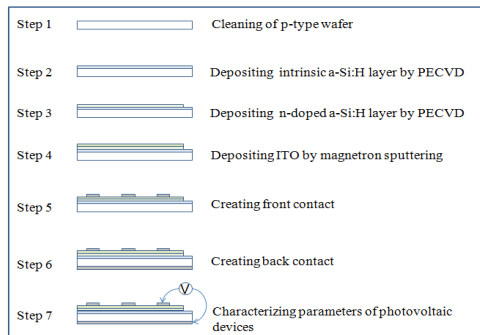 Step 1 Cleaning of p-type wafer
Step 2 Depositing intrinsic a-Si:H layer by PECVD
Step 3 Depositing n-doped a-Si:H layer by PECVD
Step 4 Depositing ITO by magnetron sputtering
Step 5 Creating front contact
Step 6 Creating back contact
V
Step 7 Characterizing parameters of photovoltaic
devices